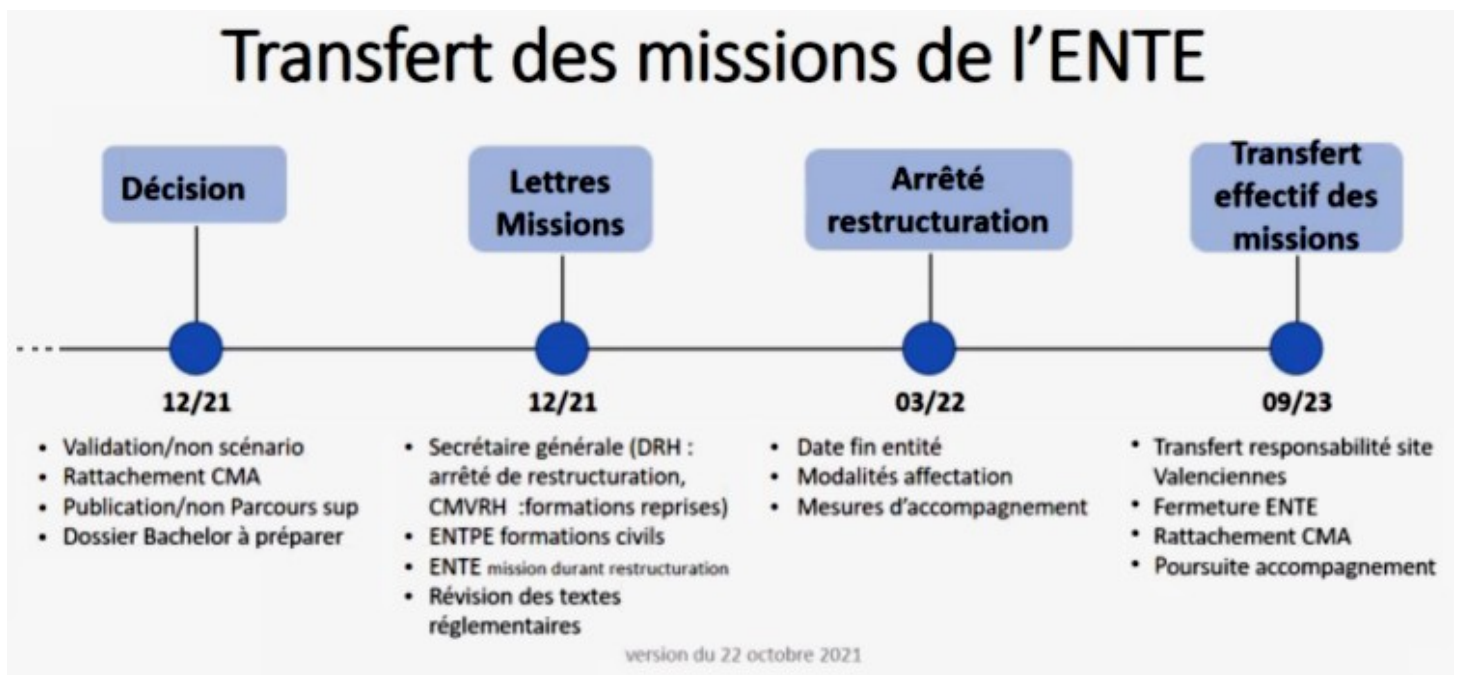 Transfert des missions de l'ENTE
Décision
12/21
• Validation/non scénario
• Rattachement CMA
• Publication/non Parcours sup
• Dossier Bachelor à préparer
Lettres
Missions
12/21
• Secrétaire générale (DRH :
arrêté de restructuration,
CMVRH :formations reprises)
• ENTPE formations civils
• ENTE mission durant restructuration
• Révision des textes
réglementaires
Arrêté
restructuration
03/22
• Date fin entité
• Modalités affectation
• Mesures d'accompagnement
Transfert
effectif des
missions
09/23
• Transfert responsabilité site
Valenciennes
• Fermeture ENTE
• Rattachement CMA
• Poursuite accompagnement
version du 22 octobre 2021